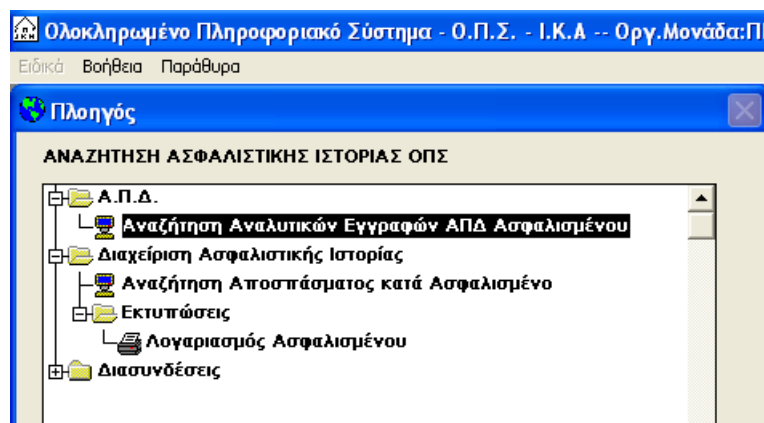 Ολοκληρωμένο Πληροφοριακό Σύστημα - Ο.Π.Σ. - Ι.Κ.Α -- Οργ.Μονάδα:Π
Ειδικά Βοήθεια Παράθυρα
Πλοηγός
ΑΝΑΖΗΤΗΣΗ ΑΣΦΑΛΙΣΤΙΚΗΣ ΙΣΤΟΡΙΑΣ ΟΠΣ
Α.Π.Δ.
Αναζήτηση Αναλυτικών Εγγραφών ΑΠΔ Ασφαλισμένου
Διαχείριση Ασφαλιστικής Ιστορίας
Αναζήτηση Αποσπάσματος κατά Ασφαλισμένο
Εκτυπώσεις
Λογαριασμός Ασφαλισμένου
Διασυνδέσεις